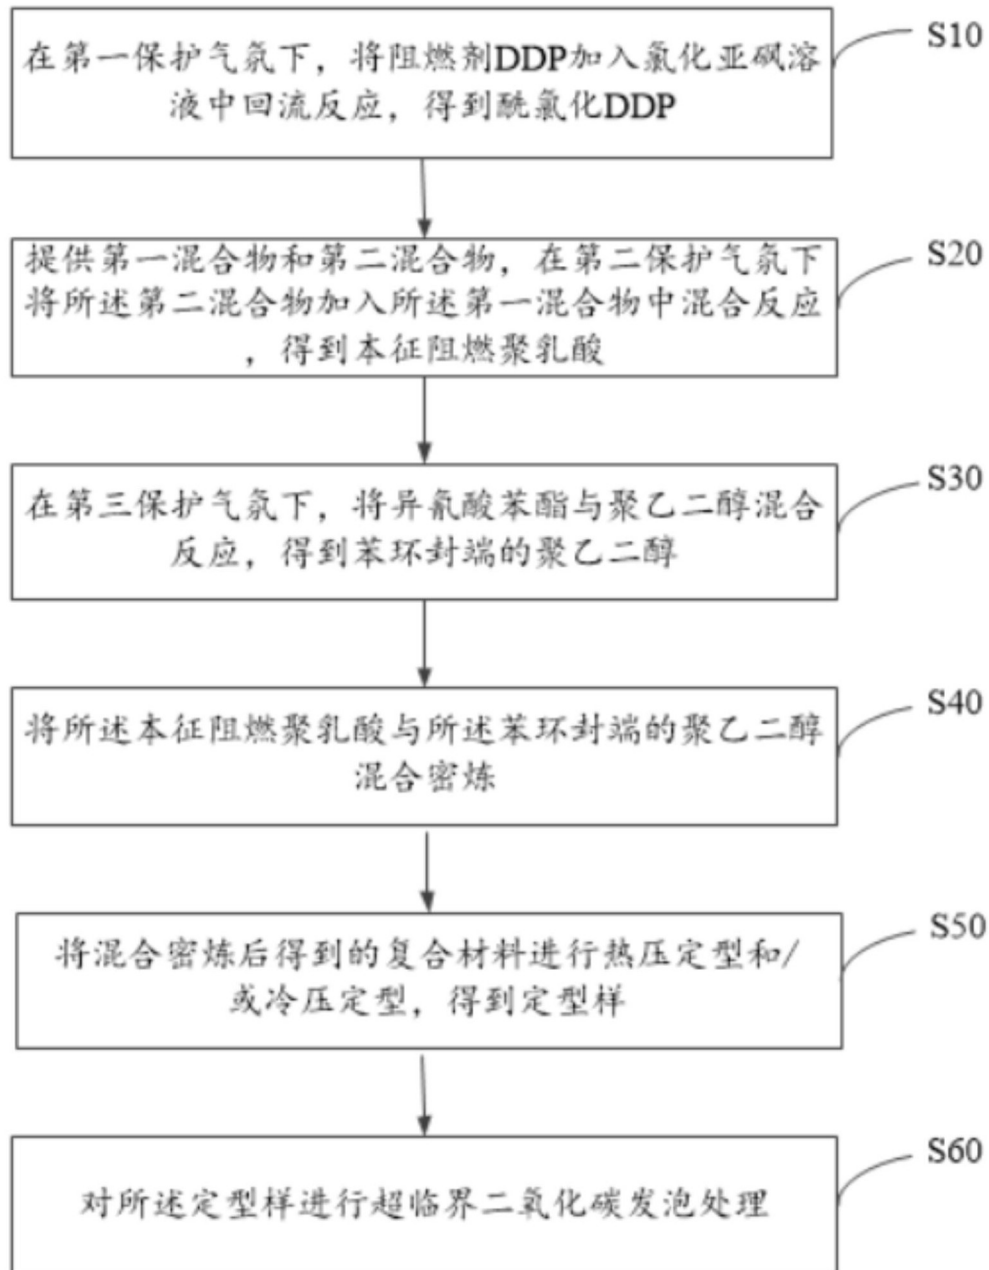 在第一保护气氛下，将阻燃剂DDP加入氯化亚砜溶
液中回流反应，得到酰氯化DDP
S10
提供第一混合物和第二混合物，在第二保护气氛下
将所述第二混合物加入所述第一混合物中混合反应
，得到本征阻燃聚乳酸
S20
在第三保护气氛下，将异氰酸苯酯与聚乙二醇混合
反应，得到苯环封端的聚乙二醇
S30
将所述本征阻燃聚乳酸与所述苯环封端的聚乙二醇
混合密炼
S40
将混合密炼后得到的复合材料进行热压定型和/
或冷压定型，得到定型样
S50
对所述定型样进行超临界二氧化碳发泡处理
S60